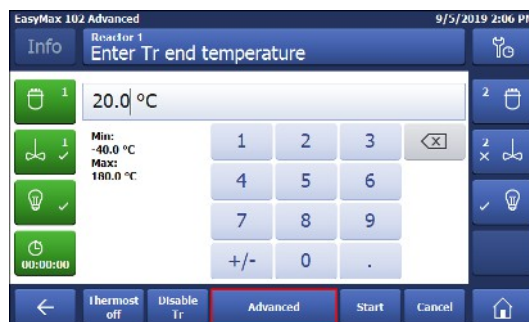 EasyMax 102 Advanced 9/5/2019 2:06 PM
Info
Reactor 1
Enter Tr end temperature
1
20.0 °C
2
1
Min:
-40.0 °C
Max:
180.0 °C
1 2 3
2
4 5 6
7 8 9
00:00:00
+/- 0 .
Thermost off
Disable Tr
Advanced
Start
Cancel